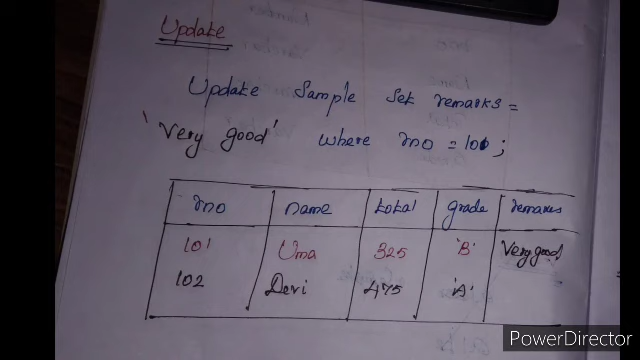 Update
Update Sample Set remarks =
'Very good' where rno = 101;
rno name total grade remarks
101 Uma 325 'B' Very good
102 Devi 475 'A'
PowerDirector